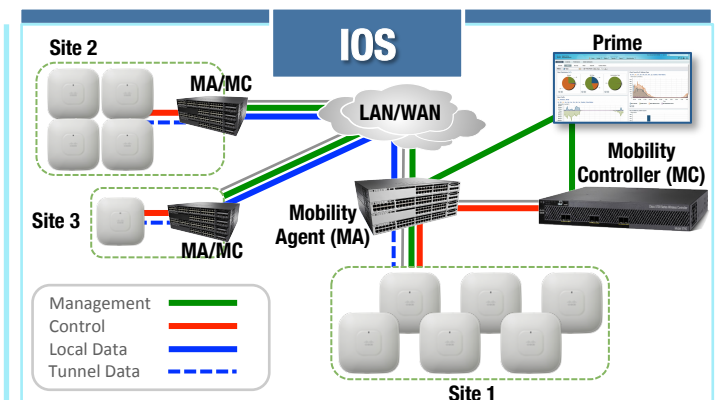 IOS
Site 2
MA/MC
LAN/WAN
Prime
Mobility
Controller (MC)
Site 3
MA/MC
Mobility
Agent (MA)
Management
Control
Local Data
Tunnel Data
Site 1